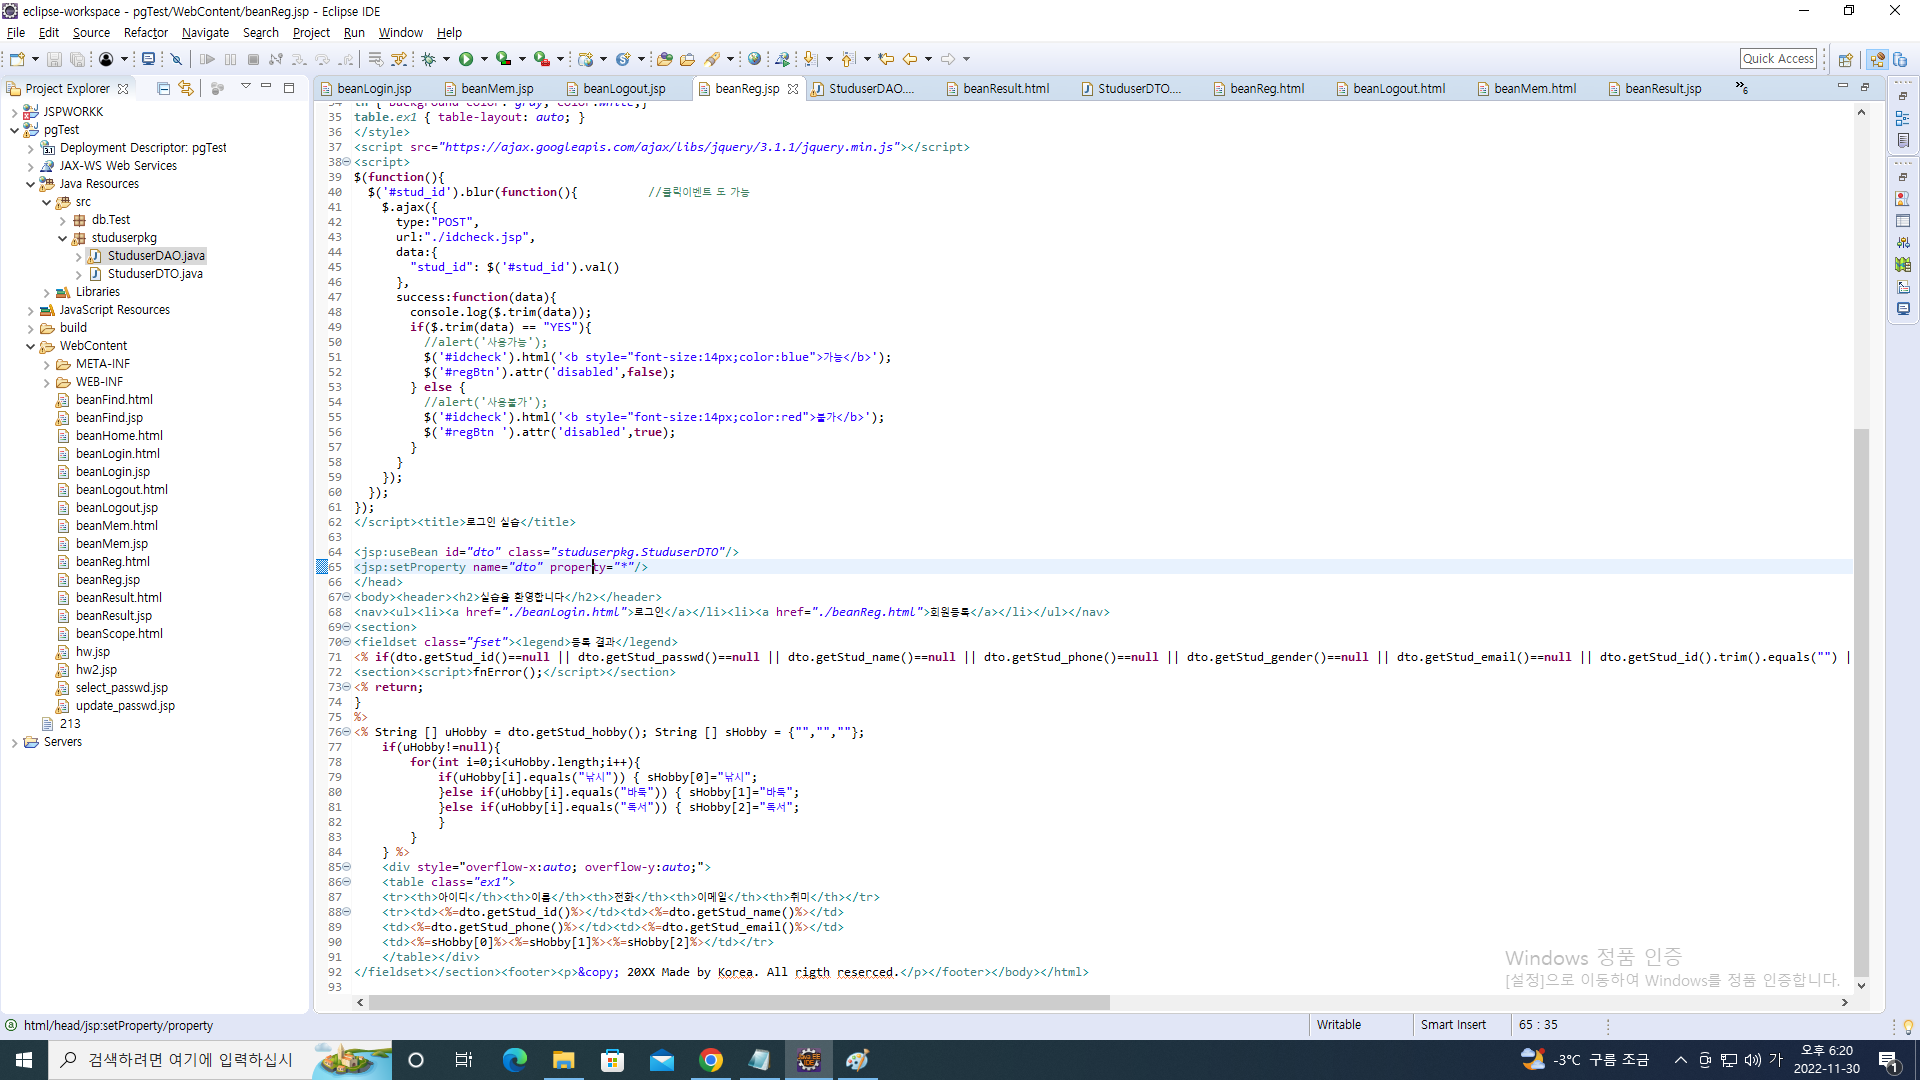 eclipse-workspace - pgTest/WebContent/beanReg.jsp - Eclipse IDE
File Edit Source Refactor Navigate Search Project Run Window Help
Quick Access
Project Explorer
beanLogin.jsp beanMem.jsp beanLogout.jsp beanReg.jsp StuduserDAO.... beanResult.html StuduserDTO.... beanReg.html beanLogout.html beanMem.html beanResult.jsp »6
JSPWORKK
pgTest
Deployment Descriptor: pgTest
JAX-WS Web Services
Java Resources
src
db.Test
studuserpkg
StuduserDAO.java
StuduserDTO.java
Libraries
JavaScript Resources
build
WebContent
META-INF
WEB-INF
beanFind.html
beanFind.jsp
beanHome.html
beanLogin.html
beanLogin.jsp
beanLogout.html
beanLogout.jsp
beanMem.html
beanMem.jsp
beanReg.html
beanReg.jsp
beanResult.html
beanResult.jsp
beanScope.html
hw.jsp
hw2.jsp
select_passwd.jsp
update_passwd.jsp
213
Servers
34 th { background-color: gray; color:white;}
35 table.ex1 { table-layout: auto; }
36 </style>
37 <script src="https://ajax.googleapis.com/ajax/libs/jquery/3.1.1/jquery.min.js"></script>
38 <script>
39 $(function(){
40 $('#stud_id').blur(function(){ //클릭이벤트 도 가능
41 $.ajax({
42 type:"POST",
43 url:"./idcheck.jsp",
44 data:{
45 "stud_id": $('#stud_id').val()
46 },
47 success:function(data){
48 console.log($.trim(data));
49 if($.trim(data) == "YES"){
50 //alert('사용가능');
51 $('#idcheck').html('<b style="font-size:14px;color:blue">가능</b>');
52 $('#regBtn').attr('disabled',false);
53 } else {
54 //alert('사용불가');
55 $('#idcheck').html('<b style="font-size:14px;color:red">불가</b>');
56 $('#regBtn ').attr('disabled',true);
57 }
58 }
59 });
60 });
61 });
62 </script><title>로그인 실습</title>
63
64 <jsp:useBean id="dto" class="studuserpkg.StuduserDTO"/>
65 <jsp:setProperty name="dto" property="*"/>
66 </head>
67 <body><header><h2>실습을 환영합니다</h2></header>
68 <nav><ul><li><a href="./beanLogin.html">로그인</a></li><li><a href="./beanReg.html">회원등록</a></li></ul></nav>
69 <section>
70 <fieldset class="fset"><legend>등록 결과</legend>
71 <% if(dto.getStud_id()==null || dto.getStud_passwd()==null || dto.getStud_name()==null || dto.getStud_phone()==null || dto.getStud_gender()==null || dto.getStud_email()==null || dto.getStud_id().trim().equals("") |
72 <section><script>fnError();</script></section>
73 <% return;
74 }
75 %>
76 <% String [] uHobby = dto.getStud_hobby(); String [] sHobby = {"","",""};
77 if(uHobby!=null){
78 for(int i=0;i<uHobby.length;i++){
79 if(uHobby[i].equals("낚시")) { sHobby[0]="낚시";
80 }else if(uHobby[i].equals("바둑")) { sHobby[1]="바둑";
81 }else if(uHobby[i].equals("독서")) { sHobby[2]="독서";
82 }
83 }
84 } %>
85 <div style="overflow-x:auto; overflow-y:auto;">
86 <table class="ex1">
87 <tr><th>아이디</th><th>이름</th><th>전화</th><th>이메일</th><th>취미</th></tr>
88 <tr><td><%=dto.getStud_id()%></td><td><%=dto.getStud_name()%></td>
89 <td><%=dto.getStud_phone()%></td><td><%=dto.getStud_email()%></td>
90 <td><%=sHobby[0]%><%=sHobby[1]%><%=sHobby[2]%></td></tr>
91 </table></div>
92 </fieldset></section><footer><p>&copy; 20XX Made by Korea. All rigth reserced.</p></footer></body></html>
93
Windows 정품 인증
[설정]으로 이동하여 Windows를 정품 인증합니다.
html/head/jsp:setProperty/property
Writable Smart Insert 65 : 35
검색하려면 여기에 입력하십시
-3°C 구름 조금
가
오후 6:20
2022-11-30
1